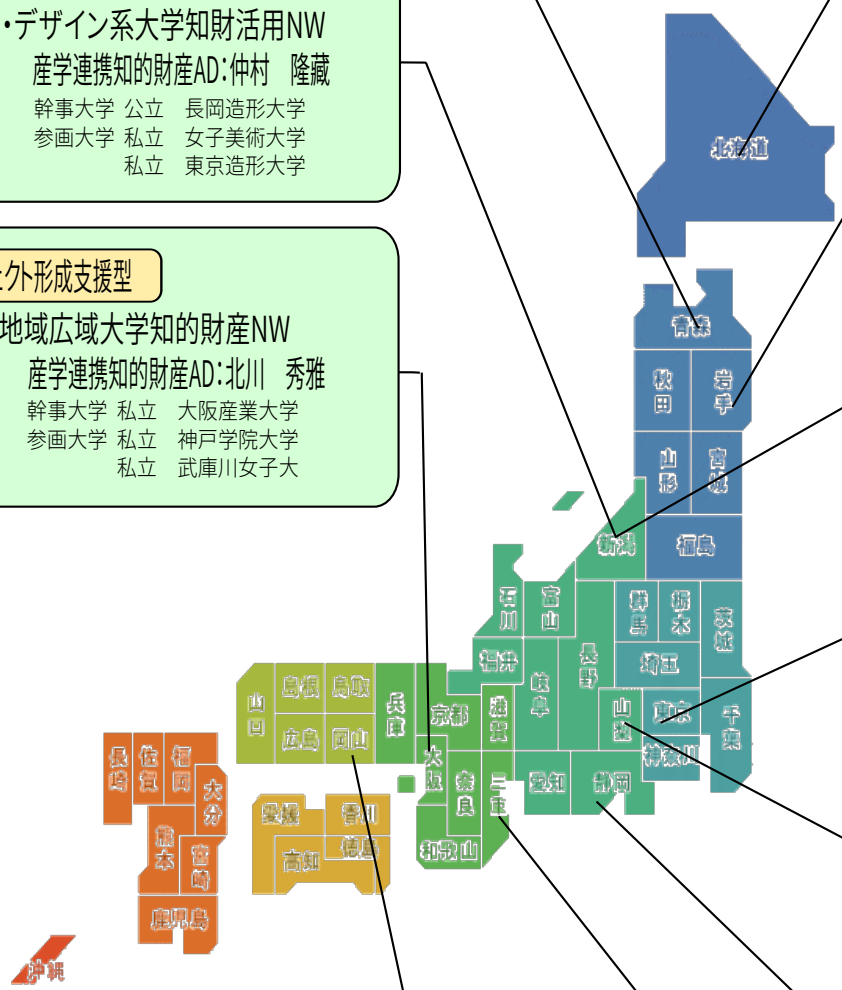 ・デザイン系大学知財活用NW
産学連携知的財産AD：仲村　隆藏
幹事大学 公立　長岡造形大学
参画大学 私立　女子美術大学
私立　東京造形大学
ェクト形成支援型
地域広域大学知的財産NW
産学連携知的財産AD：北川　秀雅
幹事大学 私立　大阪産業大学
参画大学 私立　神戸学院大学
私立　武庫川女子大
北海道
青森
秋田
岩手
山形
宮城
新潟
福島
石川
富山
群馬
栃木
茨城
福井
岐阜
長野
埼玉
山口
島根
鳥取
兵庫
京都
滋賀
山梨
東京
千葉
広島
岡山
大阪
奈良
三重
愛知
静岡
神奈川
長崎
佐賀
福岡
大分
愛媛
香川
高知
徳島
和歌山
熊本
宮崎
鹿児島
沖縄